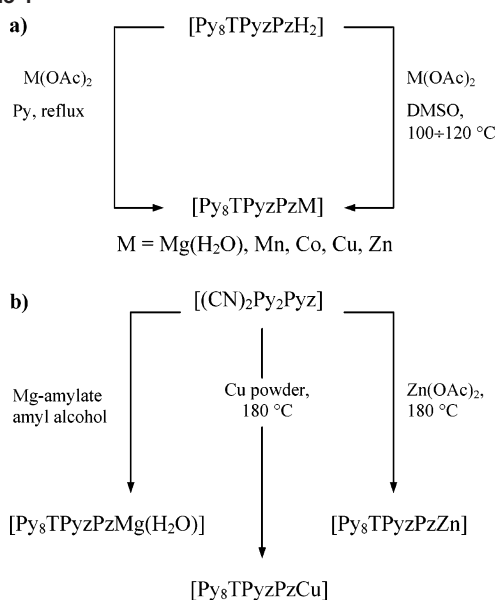 a)
[Py₈TPyzPzH₂]
M(OAc)₂
Py, reflux
M(OAc)₂
DMSO,
100÷120 °C
[Py₈TPyzPzM]
M = Mg(H₂O), Mn, Co, Cu, Zn
b)
[(CN)₂Py₂Pyz]
Mg-amylate
amyl alcohol
Cu powder,
180 °C
Zn(OAc)₂,
180 °C
[Py₈TPyzPzMg(H₂O)]
[Py₈TPyzPzZn]
[Py₈TPyzPzCu]